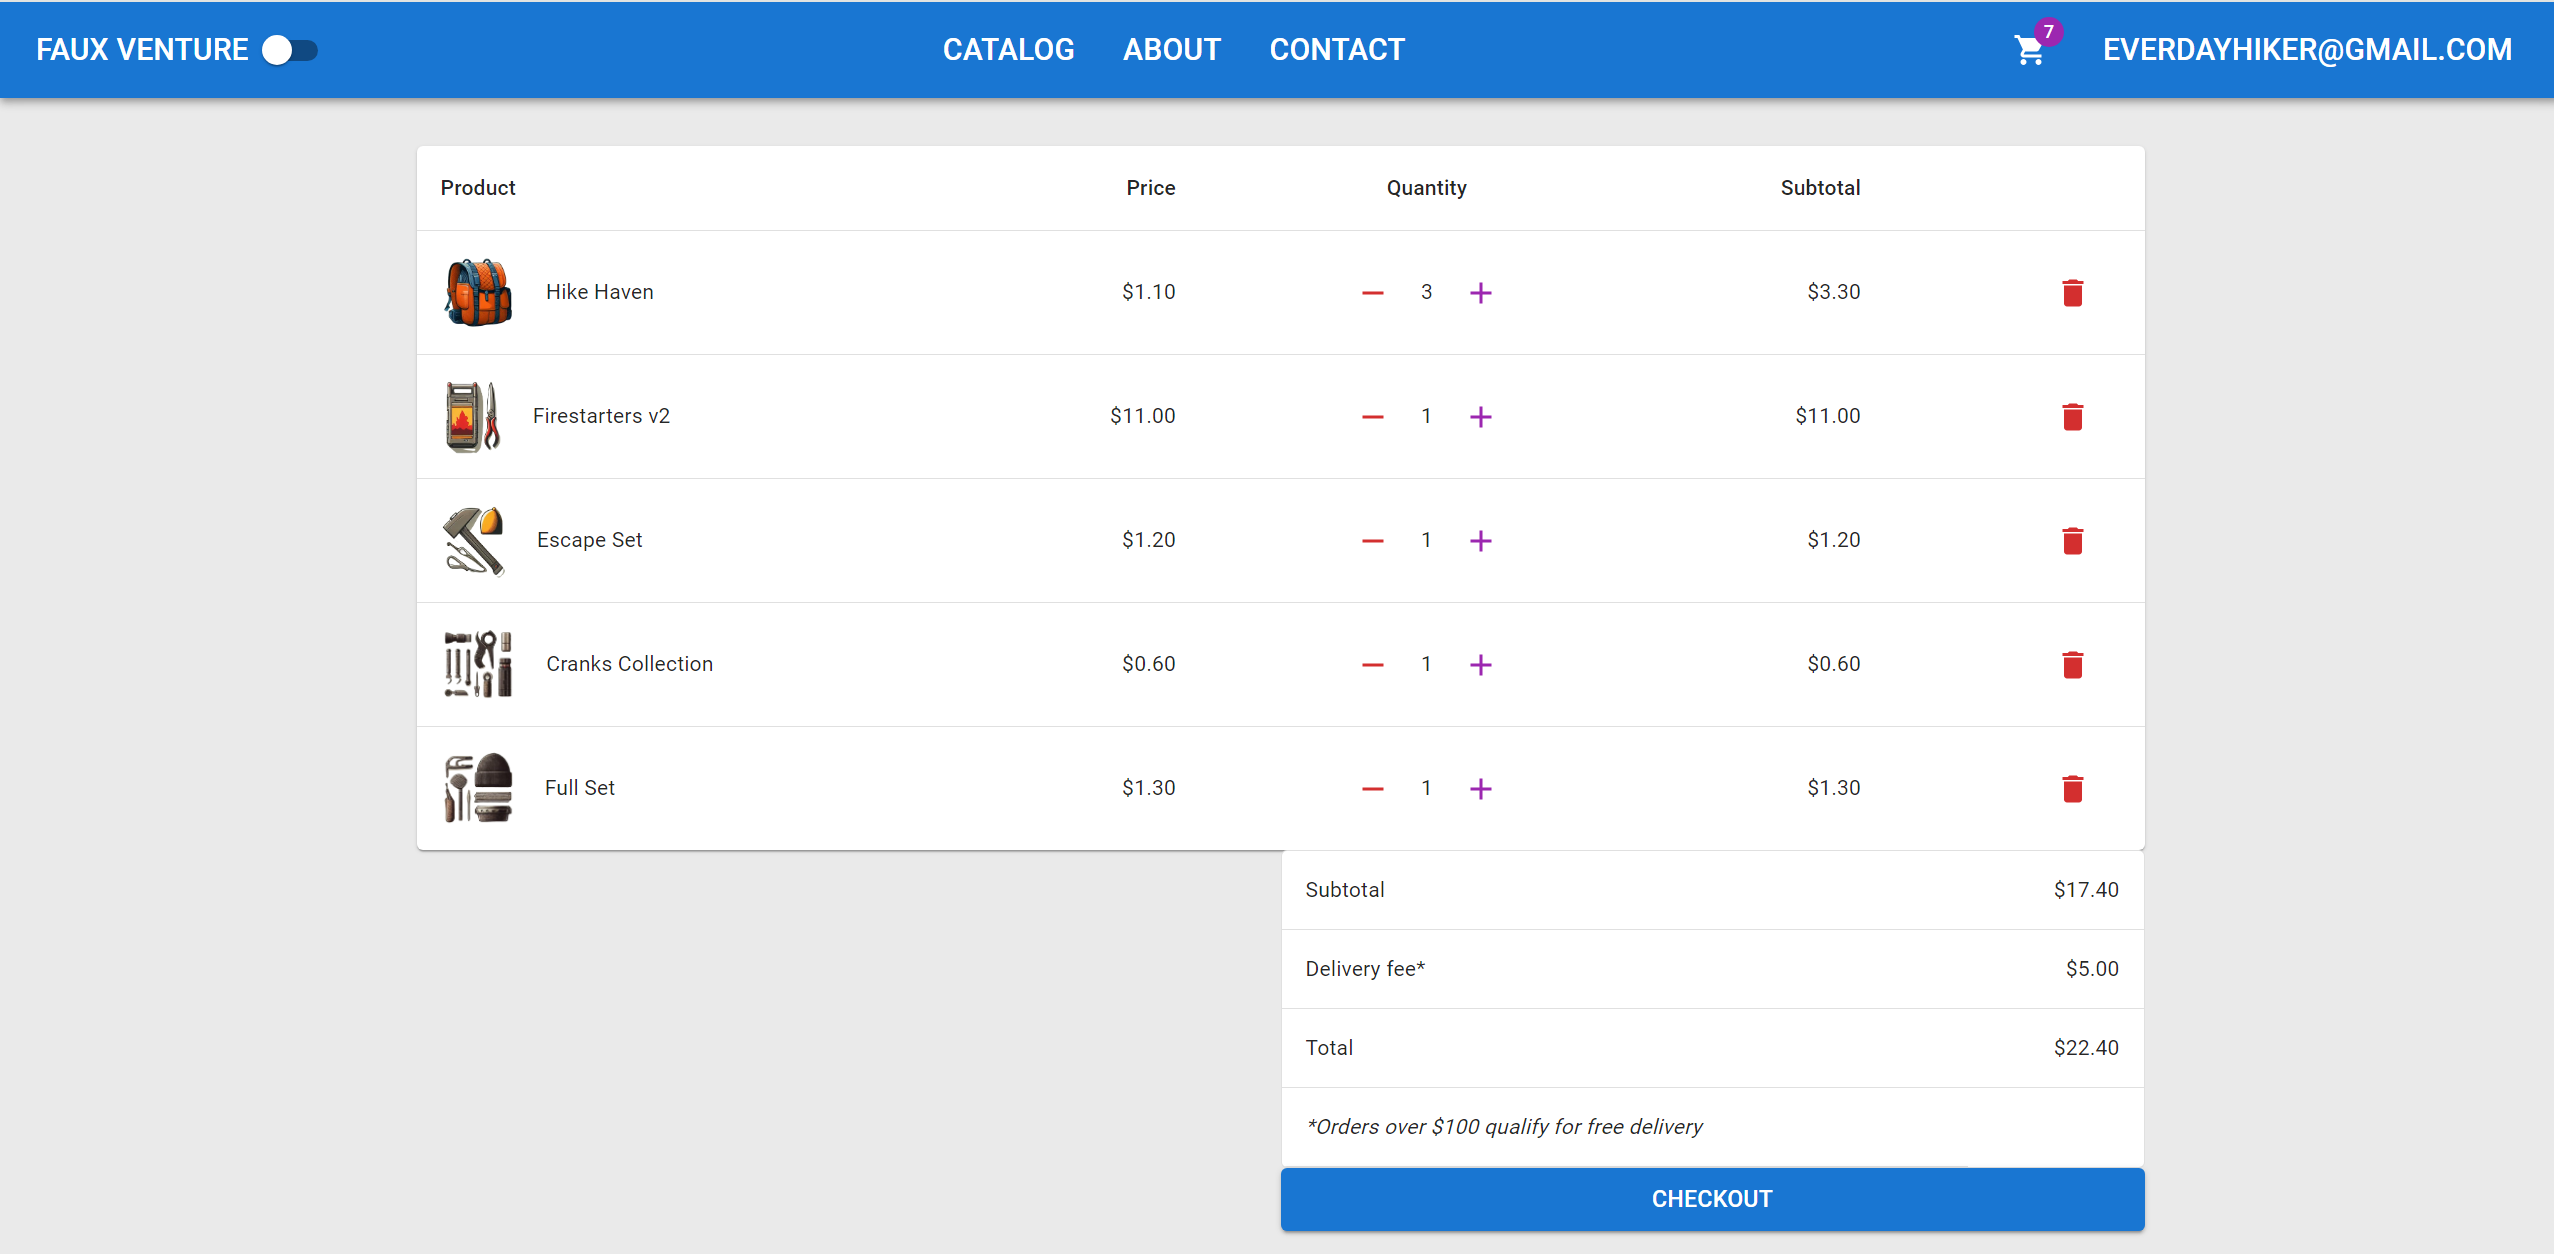 FAUX VENTURE CATALOG ABOUT CONTACT 7 EVERDAYHIKER@GMAIL.COM
Product Price Quantity Subtotal
Hike Haven $1.10 3 $3.30
Firestarters v2 $11.00 1 $11.00
Escape Set $1.20 1 $1.20
Cranks Collection $0.60 1 $0.60
Full Set $1.30 1 $1.30
Subtotal $17.40
Delivery fee* $5.00
Total $22.40
*Orders over $100 qualify for free delivery
CHECKOUT